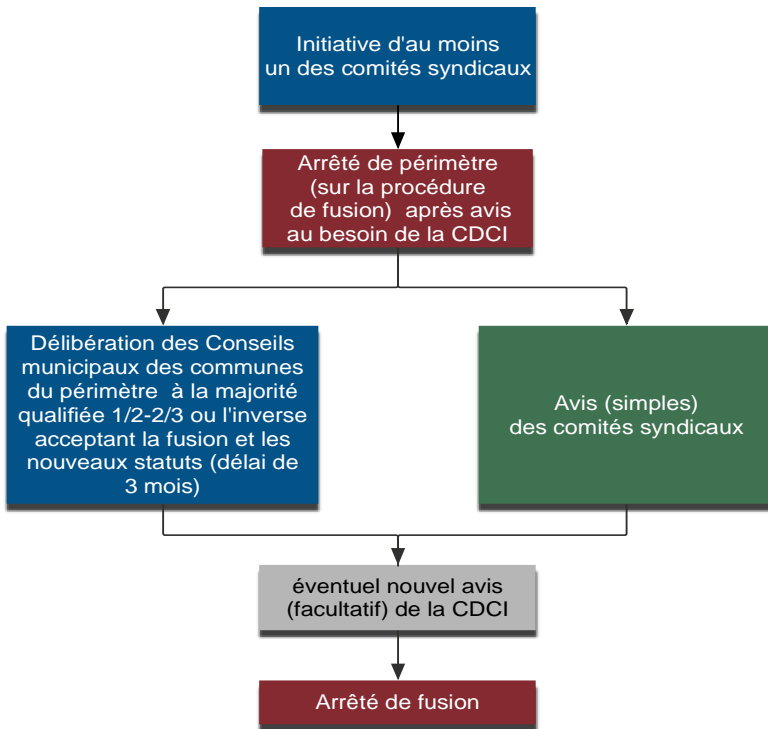 Initiative d'au moins
un des comités syndicaux
Arrêté de périmètre
(sur la procédure
de fusion) après avis
au besoin de la CDCI
Délibération des Conseils
municipaux des communes
du périmètre à la majorité
qualifiée 1/2-2/3 ou l'inverse
acceptant la fusion et les
nouveaux statuts (délai de
3 mois)
Avis (simples)
des comités syndicaux
éventuel nouvel avis
(facultatif) de la CDCI
Arrêté de fusion